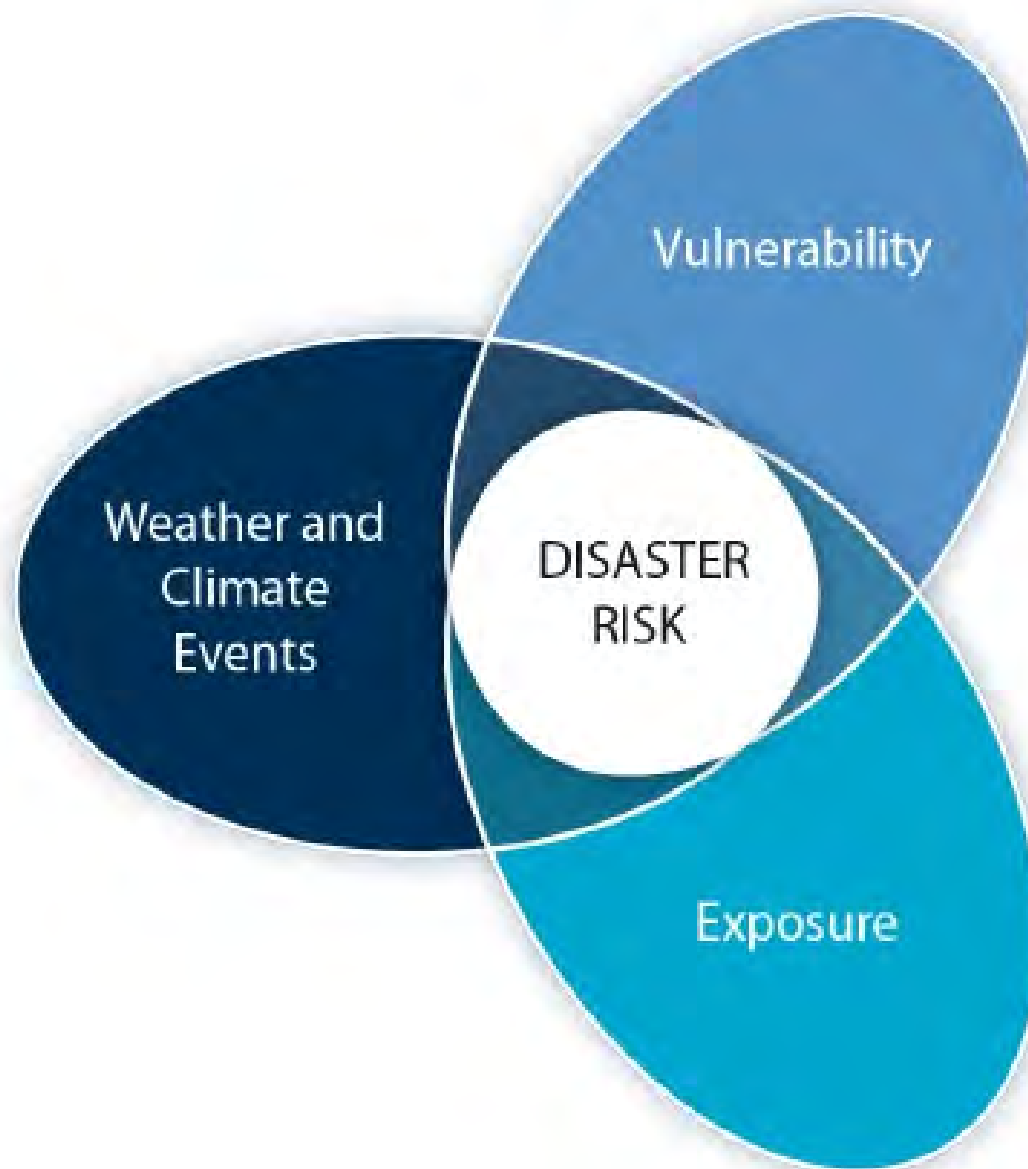 Vulnerability
Weather and
Climate
Events
DISASTER
RISK
Exposure